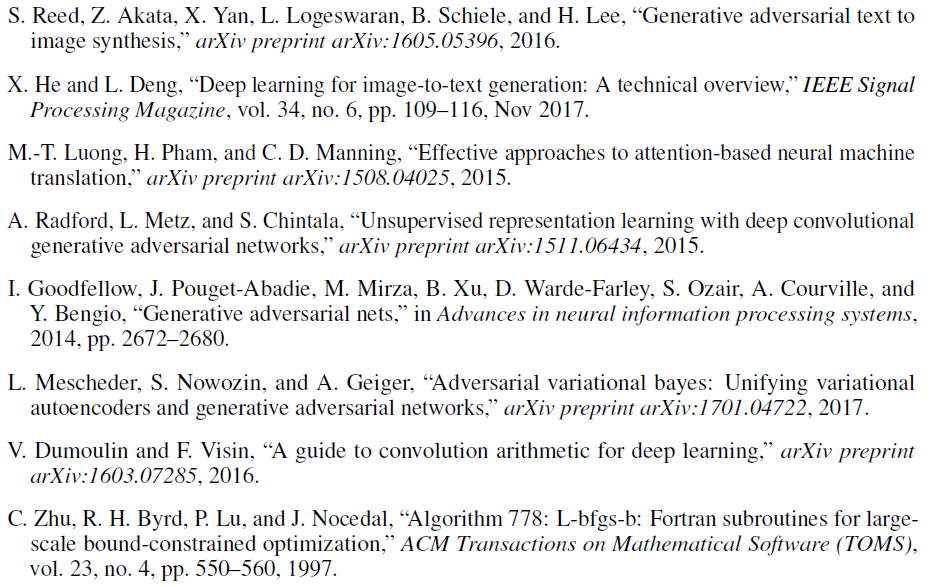 S. Reed, Z. Akata, X. Yan, L. Logeswaran, B. Schiele, and H. Lee, “Generative adversarial text to
image synthesis,” arXiv preprint arXiv:1605.05396, 2016.
X. He and L. Deng, “Deep learning for image-to-text generation: A technical overview,” IEEE Signal
Processing Magazine, vol. 34, no. 6, pp. 109–116, Nov 2017.
M.-T. Luong, H. Pham, and C. D. Manning, “Effective approaches to attention-based neural machine
translation,” arXiv preprint arXiv:1508.04025, 2015.
A. Radford, L. Metz, and S. Chintala, “Unsupervised representation learning with deep convolutional
generative adversarial networks,” arXiv preprint arXiv:1511.06434, 2015.
I. Goodfellow, J. Pouget-Abadie, M. Mirza, B. Xu, D. Warde-Farley, S. Ozair, A. Courville, and
Y. Bengio, “Generative adversarial nets,” in Advances in neural information processing systems,
2014, pp. 2672–2680.
L. Mescheder, S. Nowozin, and A. Geiger, “Adversarial variational bayes: Unifying variational
autoencoders and generative adversarial networks,” arXiv preprint arXiv:1701.04722, 2017.
V. Dumoulin and F. Visin, “A guide to convolution arithmetic for deep learning,” arXiv preprint
arXiv:1603.07285, 2016.
C. Zhu, R. H. Byrd, P. Lu, and J. Nocedal, “Algorithm 778: L-bfgs-b: Fortran subroutines for large-
scale bound-constrained optimization,” ACM Transactions on Mathematical Software (TOMS),
vol. 23, no. 4, pp. 550–560, 1997.